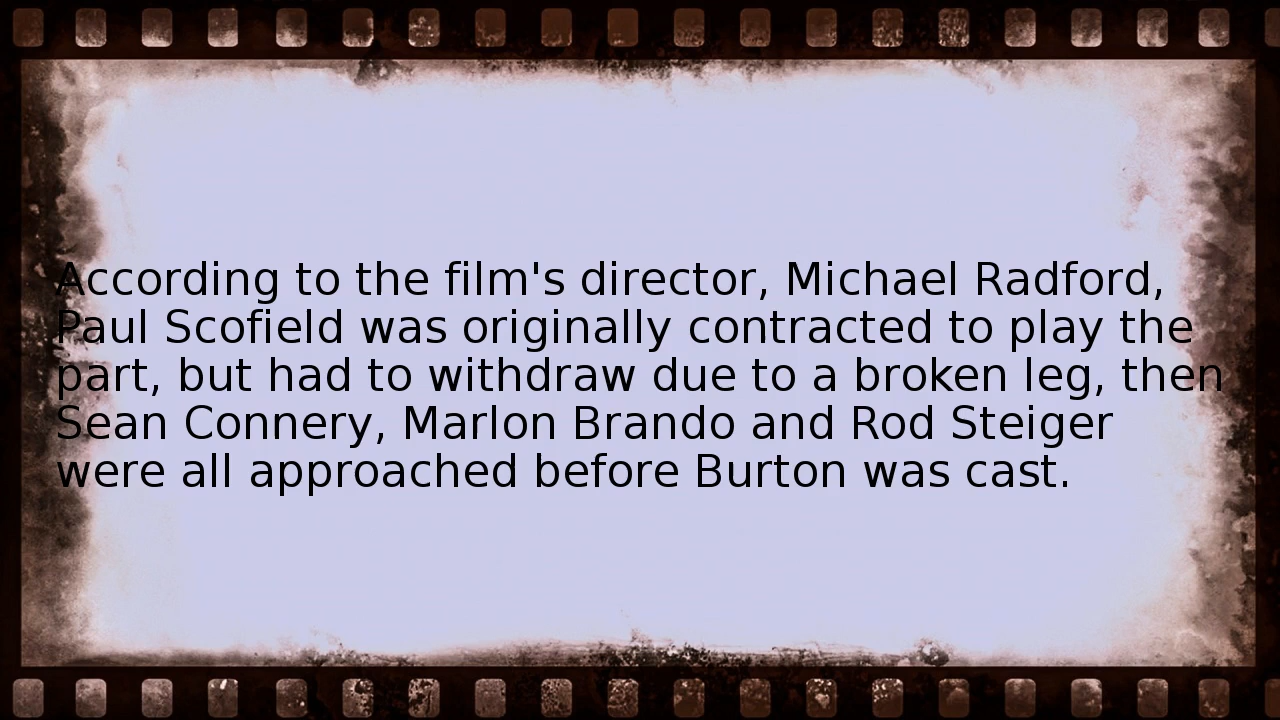 According to the film's director, Michael Radford,
Paul Scofield was originally contracted to play the
part, but had to withdraw due to a broken leg, then
Sean Connery, Marlon Brando and Rod Steiger
were all approached before Burton was cast.